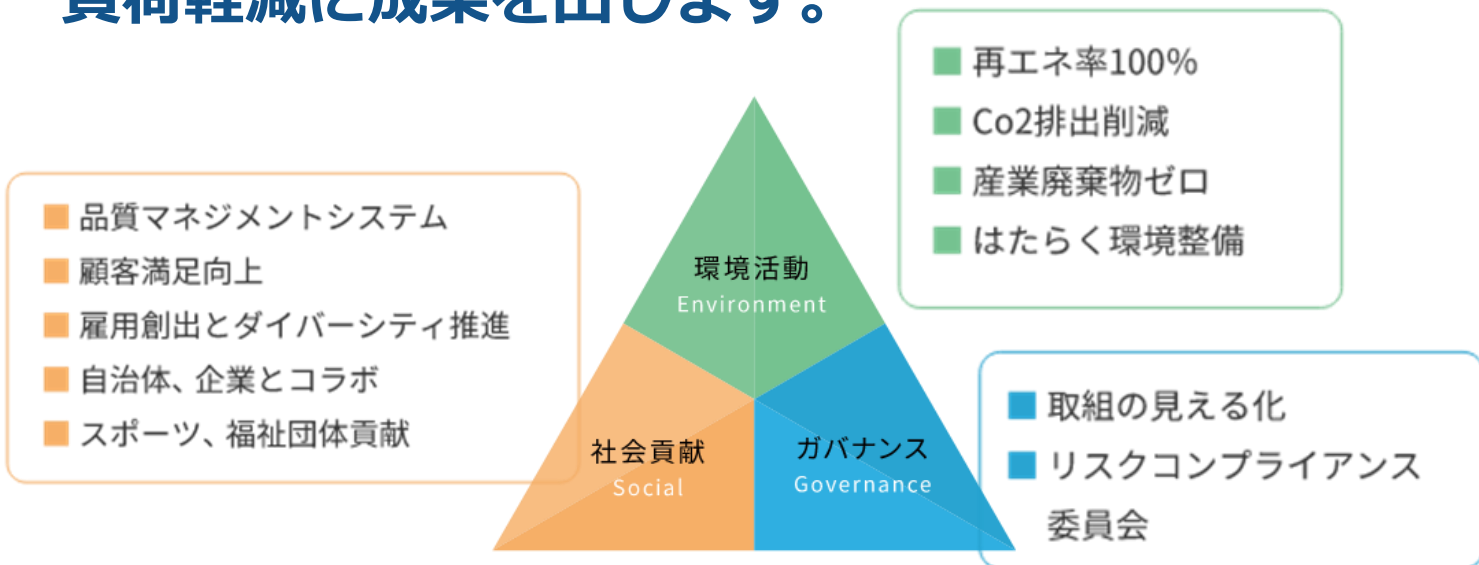 負荷軽減に成果を出します。
再エネ率100%
Co2排出削減
産業廃棄物ゼロ
はたらく環境整備
品質マネジメントシステム
顧客満足向上
雇用創出とダイバーシティ推進
自治体、企業とコラボ
スポーツ、福祉団体貢献
環境活動
Environment
社会貢献
Social
ガバナンス
Governance
取組の見える化
リスクコンプライアンス
委員会